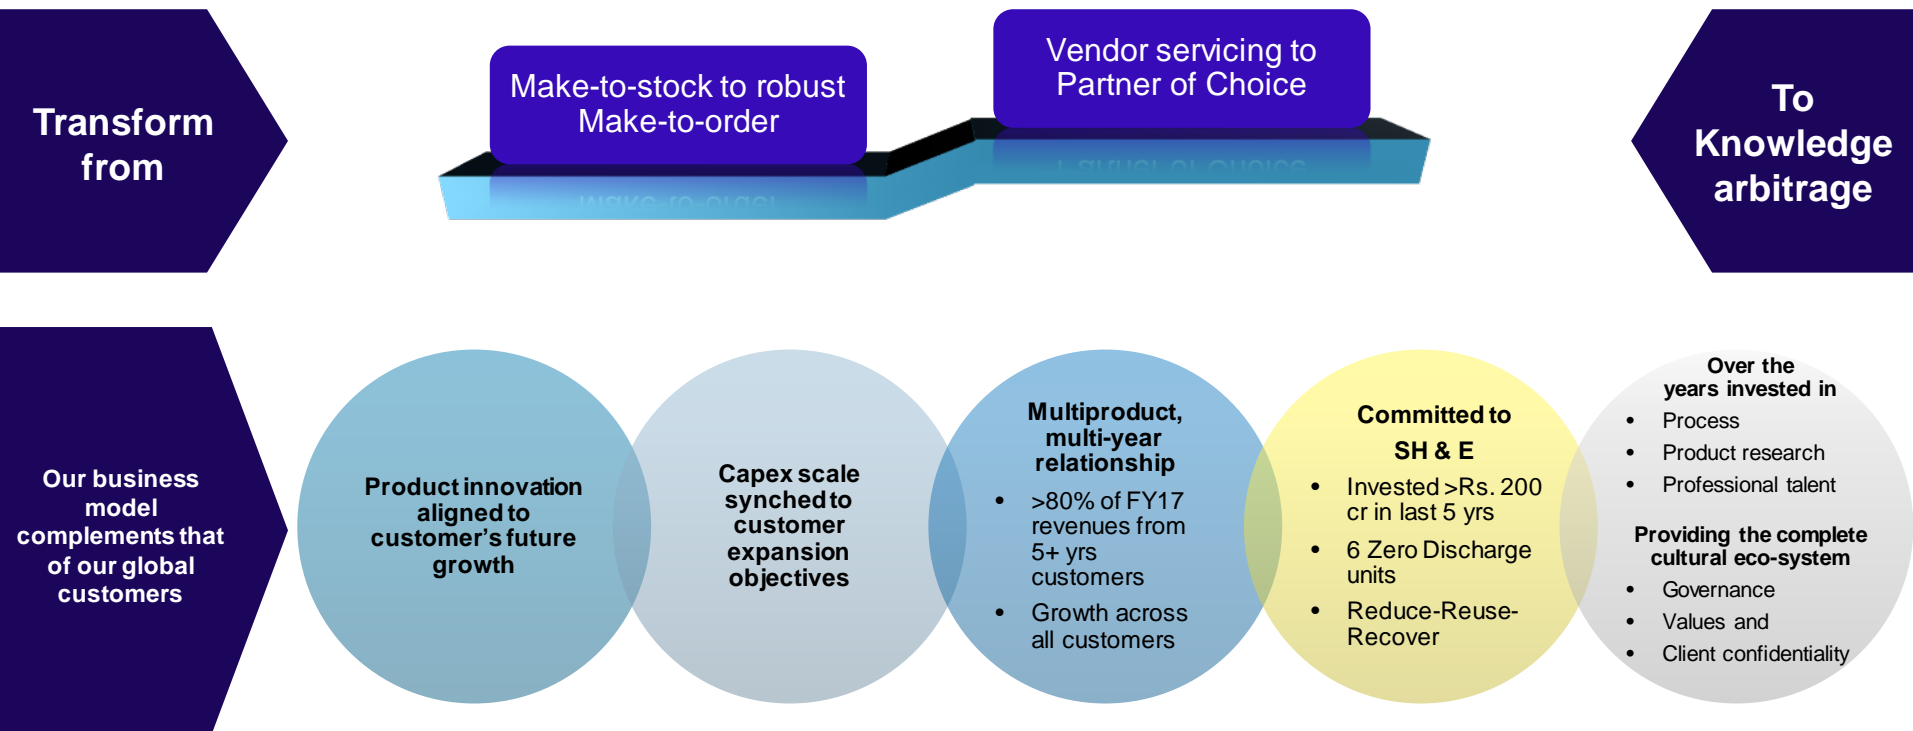 Transform
from
Make-to-stock to robust
Make-to-order
Vendor servicing to
Partner of Choice
To
Knowledge
arbitrage
Our business
model
complements that
of our global
customers
Product innovation
aligned to
customer's future
growth
Capex scale
synched to
customer
expansion
objectives
Multiproduct,
multi-year
relationship
• >80% of FY17
revenues from
5+ yrs
customers
• Growth across
all customers
Committed to
SH & E
• Invested >Rs. 200
cr in last 5 yrs
• 6 Zero Discharge
units
• Reduce-Reuse-
Recover
Over the
years invested in
• Process
• Product research
• Professional talent
Providing the complete
cultural eco-system
• Governance
• Values and
• Client confidentiality